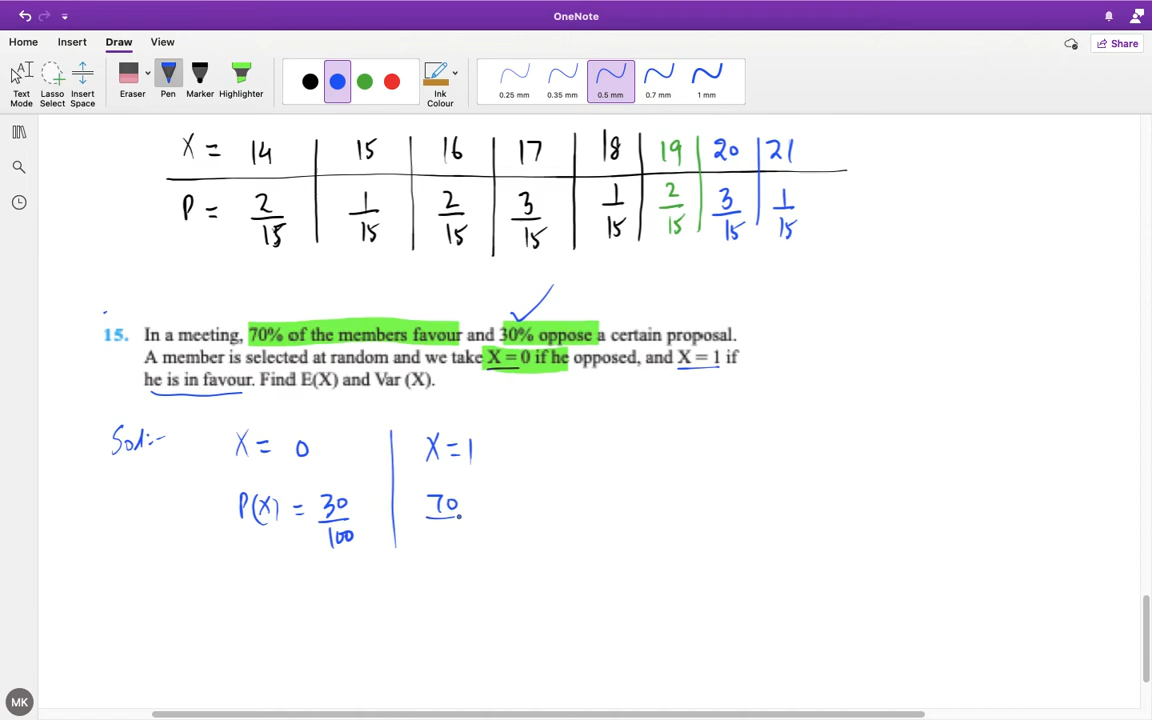 OneNote
Home Insert Draw View
Share
Text Mode
Lasso Select
Insert Space
Eraser
Pen
Marker
Highlighter
Ink Colour
0.25 mm 0.35 mm 0.5 mm 0.7 mm 1 mm
X = 14 | 15 | 16 | 17 | 18 | 19 | 20 | 21
P = 2/15 | 1/15 | 2/15 | 3/15 | 1/15 | 2/15 | 3/15 | 1/15
15. In a meeting, 70% of the members favour and 30% oppose a certain proposal.
A member is selected at random and we take X = 0 if he opposed, and X = 1 if
he is in favour. Find E(X) and Var (X).
Sol:- X = 0 | X = 1
P(X) = 30/100 | 70
MK